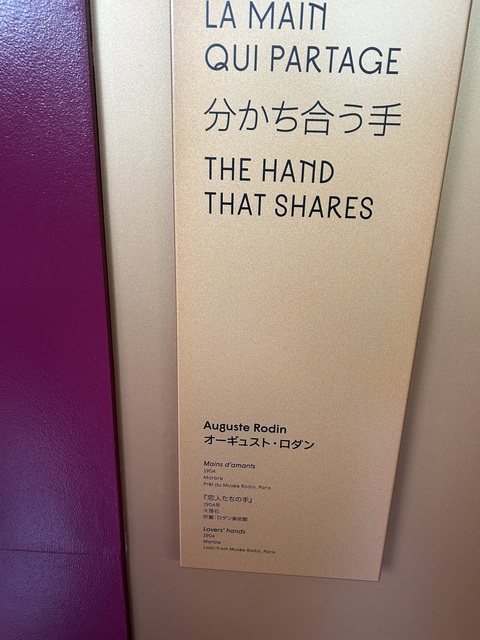 LA MAIN
QUI PARTAGE
分かち合う手
THE HAND
THAT SHARES
Auguste Rodin
オーギュスト・ロダン
Mains d'amants
1904
Marbre
Prêt du Musée Rodin, Paris
『恋人たちの手』
1904年
大理石
所蔵：ロダン美術館
Lovers' hands
1904
Marble
Loan from Musée Rodin, Paris